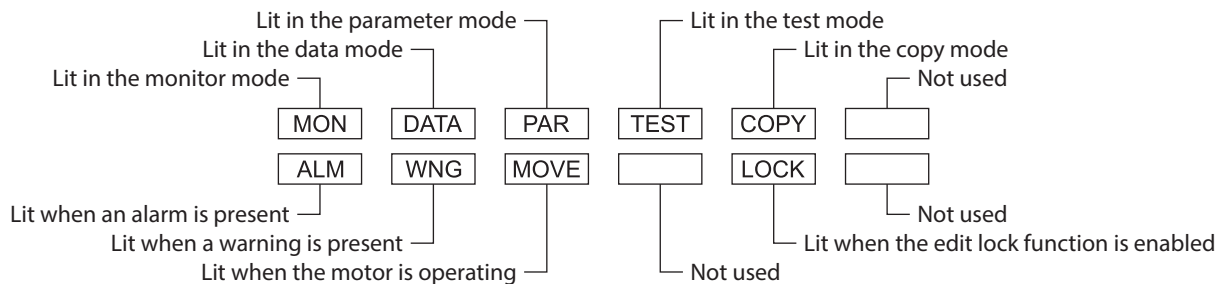 Lit in the parameter mode
Lit in the test mode
Lit in the data mode
Lit in the copy mode
Lit in the monitor mode
Not used
MON DATA PAR TEST COPY
ALM WNG MOVE LOCK
Lit when an alarm is present
Not used
Lit when a warning is present
Lit when the edit lock function is enabled
Lit when the motor is operating
Not used